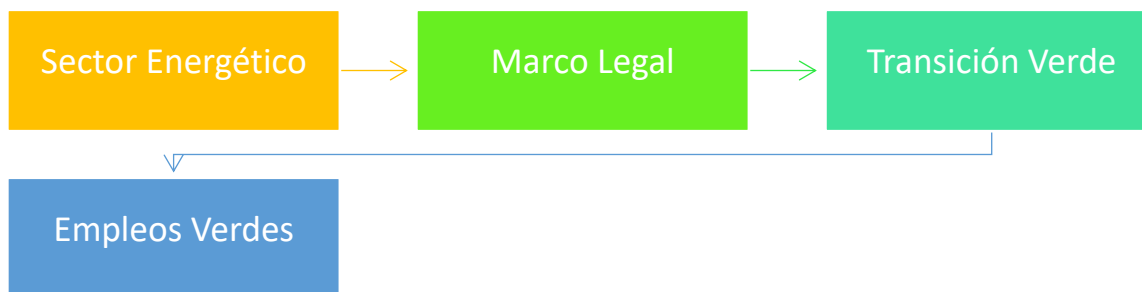 Sector Energético
Marco Legal
Transición Verde
Empleos Verdes